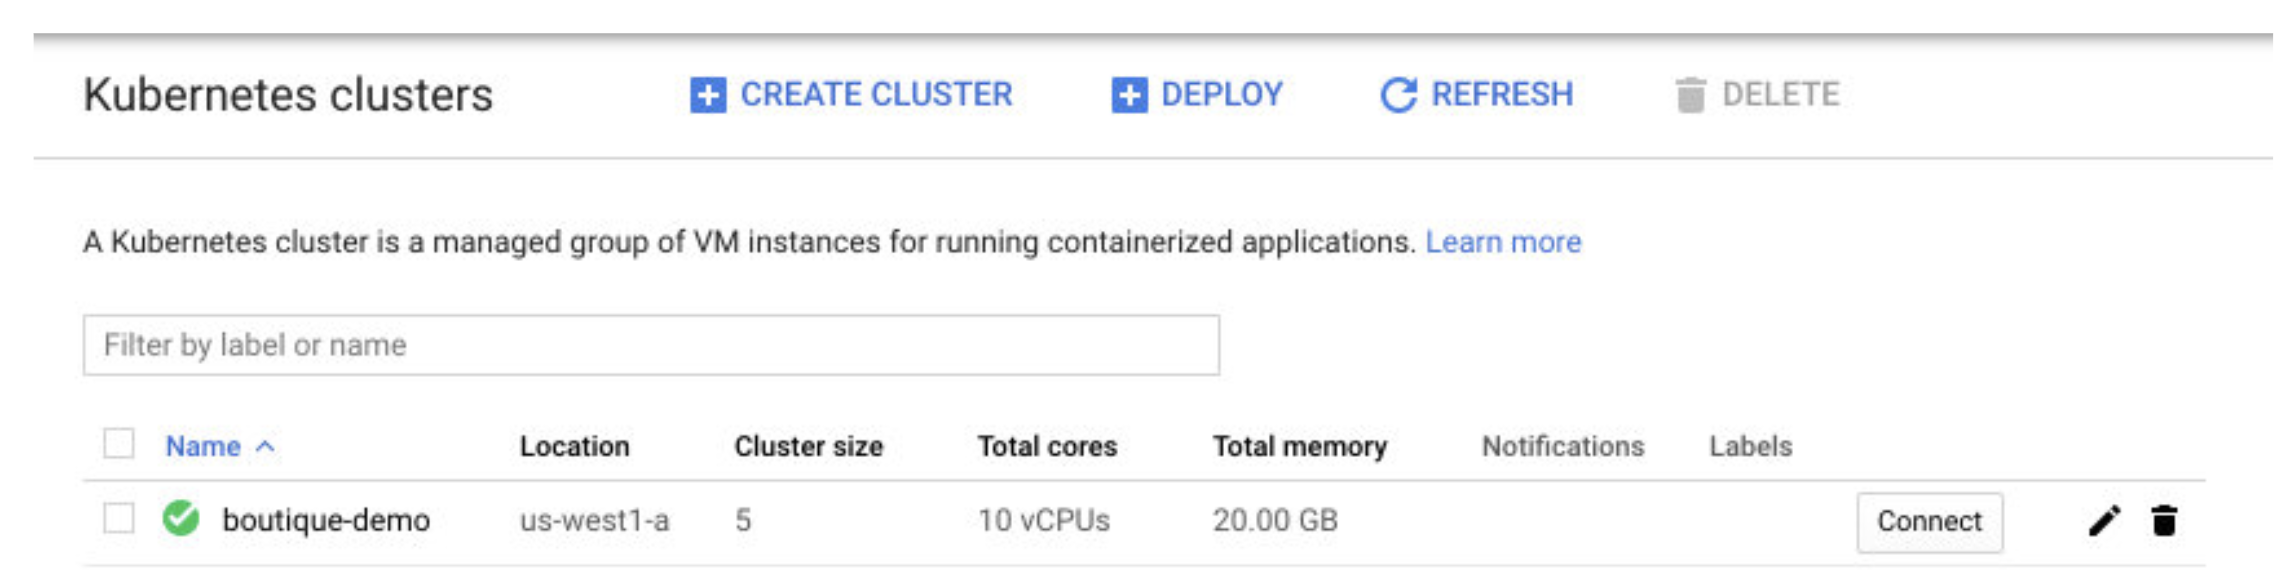 Kubernetes clusters CREATE CLUSTER DEPLOY REFRESH DELETE
A Kubernetes cluster is a managed group of VM instances for running containerized applications. Learn more
Filter by label or name
Name Location Cluster size Total cores Total memory Notifications Labels
boutique-demo us-west1-a 5 10 vCPUs 20.00 GB Connect